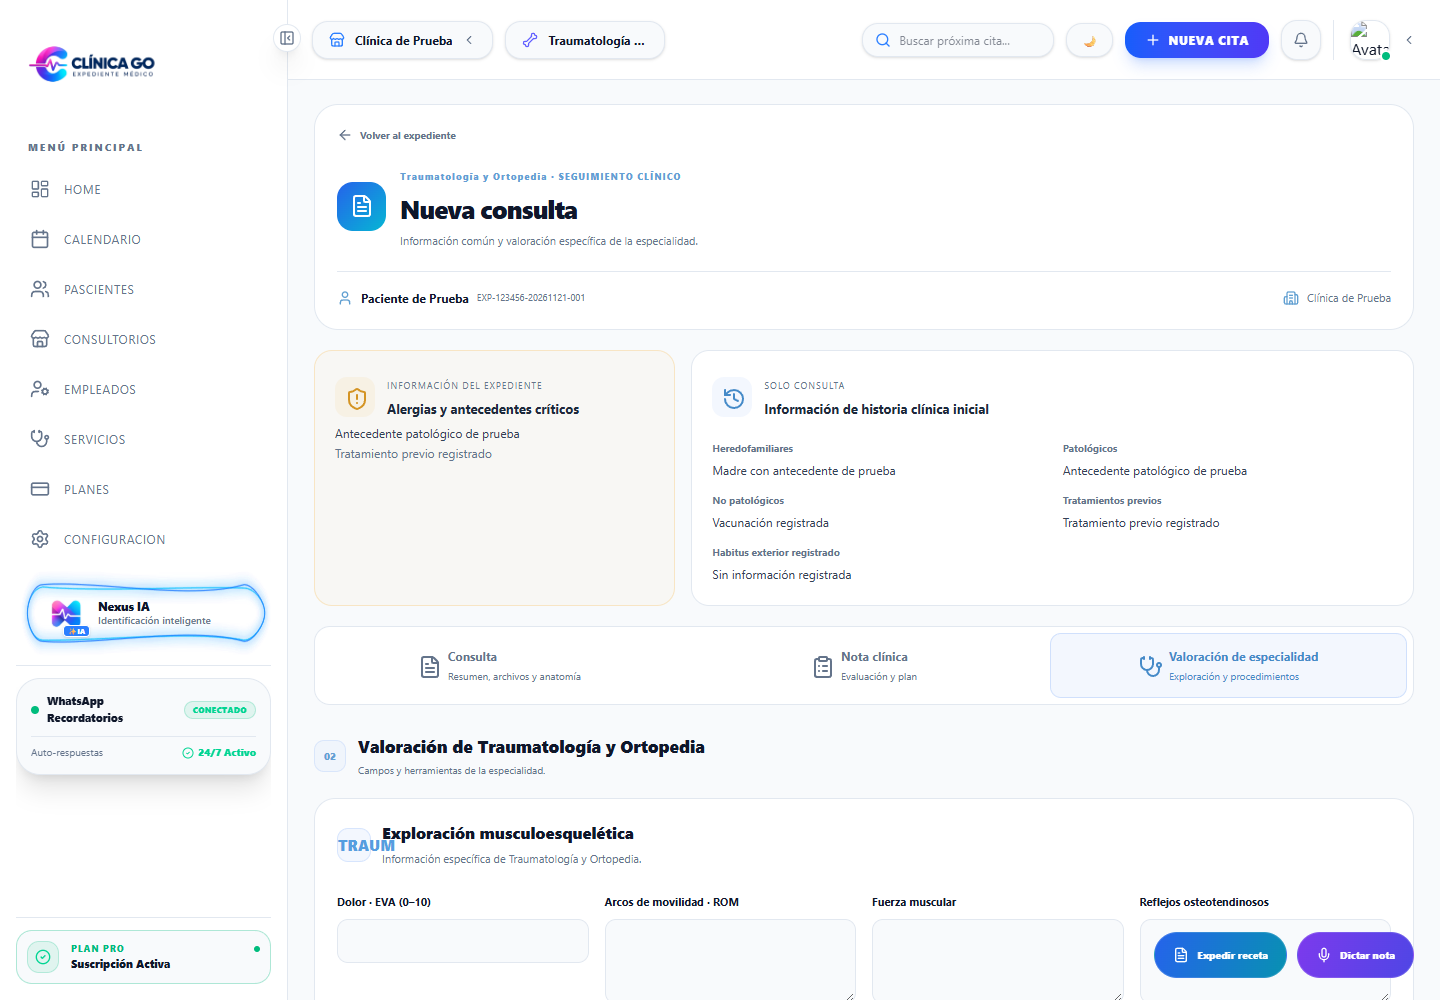 CLÍNICA GO
EXPEDIENTE MÉDICO
Clínica de Prueba
Traumatología ...
Buscar próxima cita...
NUEVA CITA
Avata
MENÚ PRINCIPAL
HOME
CALENDARIO
PASCIENTES
CONSULTORIOS
EMPLEADOS
SERVICIOS
PLANES
CONFIGURACION
Nexus IA
Identificación inteligente
IA
WhatsApp
Recordatorios
CONECTADO
Auto-respuestas
24/7 Activo
PLAN PRO
Suscripción Activa
Volver al expediente
Traumatología y Ortopedia · SEGUIMIENTO CLÍNICO
Nueva consulta
Información común y valoración específica de la especialidad.
Paciente de Prueba EXP-123456-20261121-001
Clínica de Prueba
INFORMACIÓN DEL EXPEDIENTE
Alergias y antecedentes críticos
Antecedente patológico de prueba
Tratamiento previo registrado
SOLO CONSULTA
Información de historia clínica inicial
Heredofamiliares
Madre con antecedente de prueba
Patológicos
Antecedente patológico de prueba
No patológicos
Vacunación registrada
Tratamientos previos
Tratamiento previo registrado
Habitus exterior registrado
Sin información registrada
Consulta
Resumen, archivos y anatomía
Nota clínica
Evaluación y plan
Valoración de especialidad
Exploración y procedimientos
02
Valoración de Traumatología y Ortopedia
Campos y herramientas de la especialidad.
TRAUM
Exploración musculoesquelética
Información específica de Traumatología y Ortopedia.
Dolor · EVA (0–10)
Arcos de movilidad · ROM
Fuerza muscular
Reflejos osteotendinosos
Expedir receta
Dictar nota